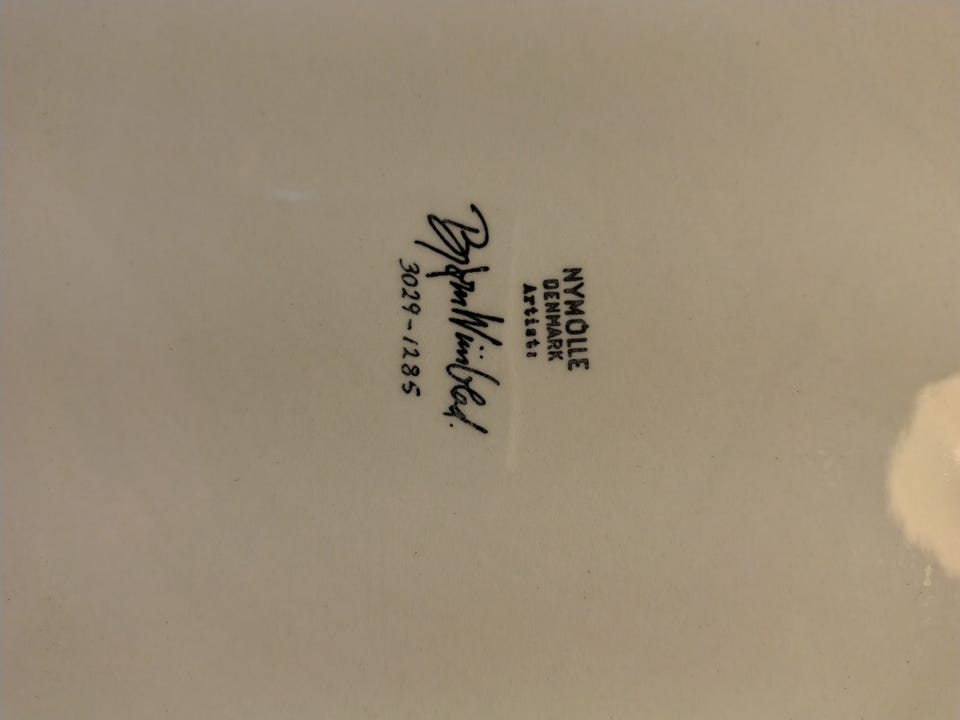 NYMÖLLE
DENMARK
Artist:
Bjørn Wiinblad.
3029-1285